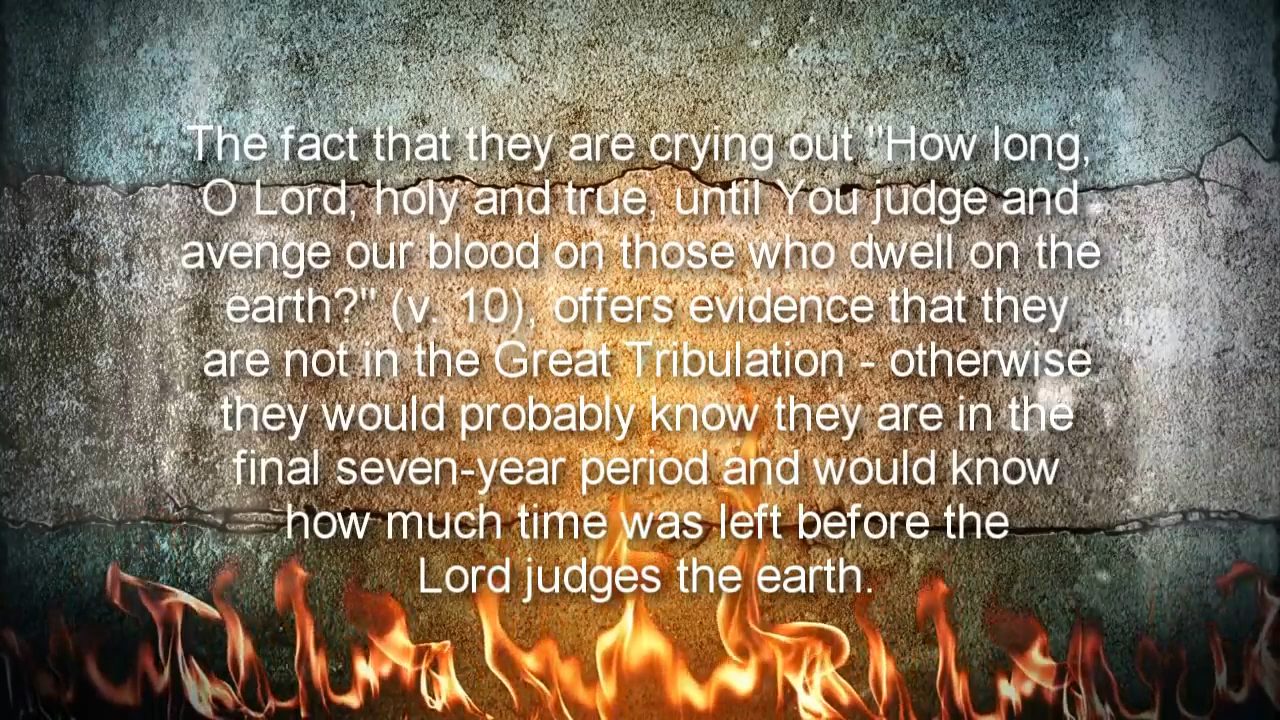 The fact that they are crying out "How long,
O Lord, holy and true, until You judge and
avenge our blood on those who dwell on the
earth?" (v. 10), offers evidence that they
are not in the Great Tribulation - otherwise
they would probably know they are in the
final seven-year period and would know
how much time was left before the
Lord judges the earth.